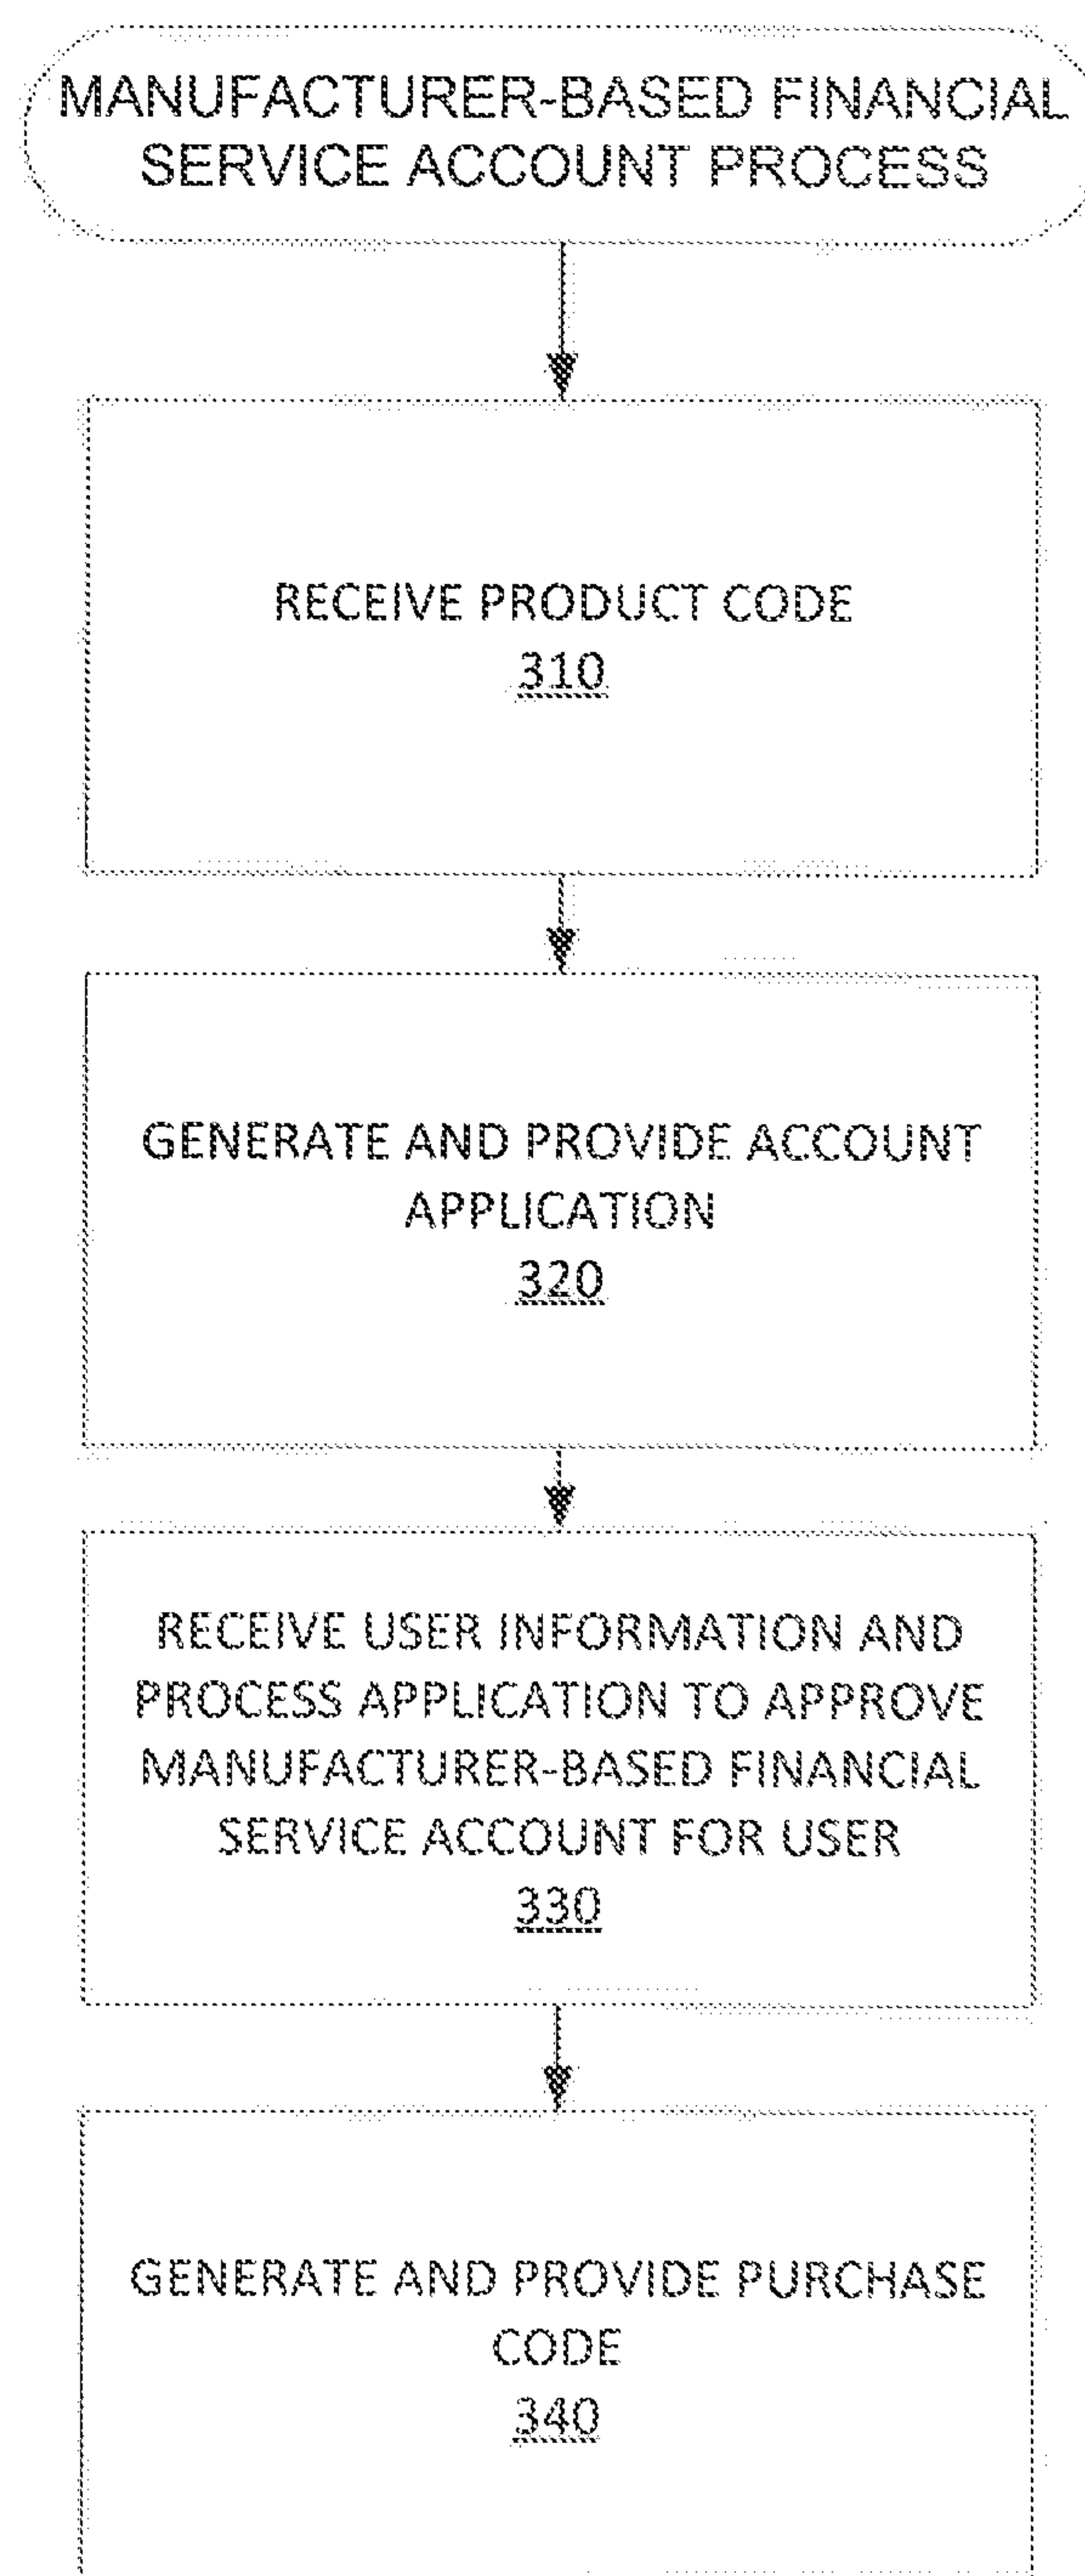 MANUFACTURER-BASED FINANCIAL
SERVICE ACCOUNT PROCESS
RECEIVE PRODUCT CODE
310
GENERATE AND PROVIDE ACCOUNT
APPLICATION
320
RECEIVE USER INFORMATION AND
PROCESS APPLICATION TO APPROVE
MANUFACTURER-BASED FINANCIAL
SERVICE ACCOUNT FOR USER
330
GENERATE AND PROVIDE PURCHASE
CODE
340